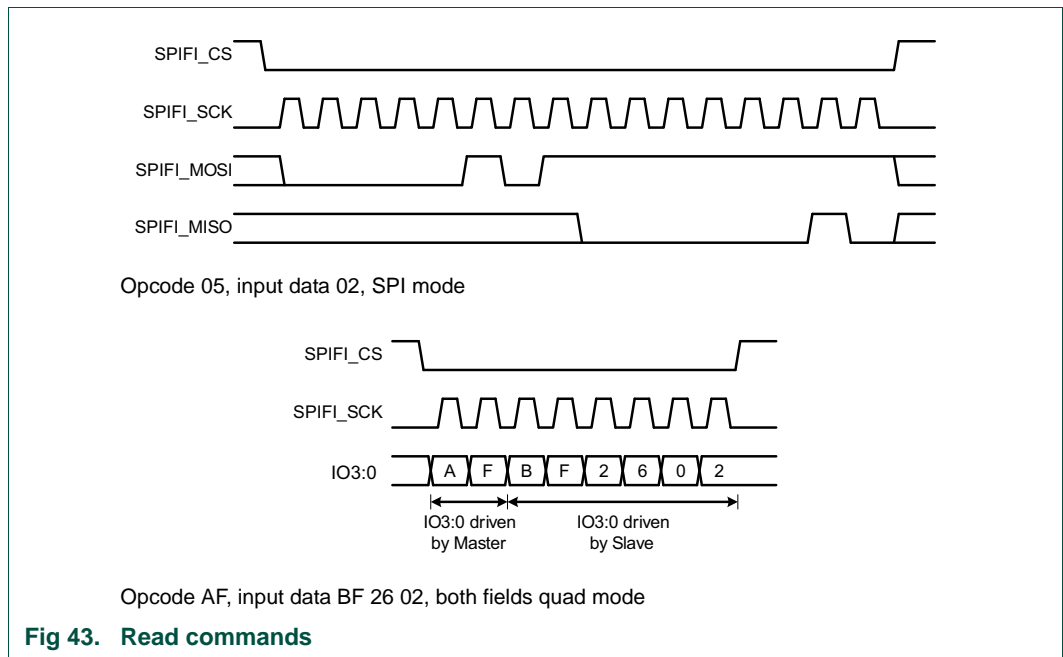 SPIFI_CS
SPIFI_SCK
SPIFI_MOSI
SPIFI_MISO
Opcode 05, input data 02, SPI mode
SPIFI_CS
SPIFI_SCK
IO3:0 A F B F 2 6 0 2
IO3:0 driven IO3:0 driven
by Master by Slave
Opcode AF, input data BF 26 02, both fields quad mode
Fig 43. Read commands